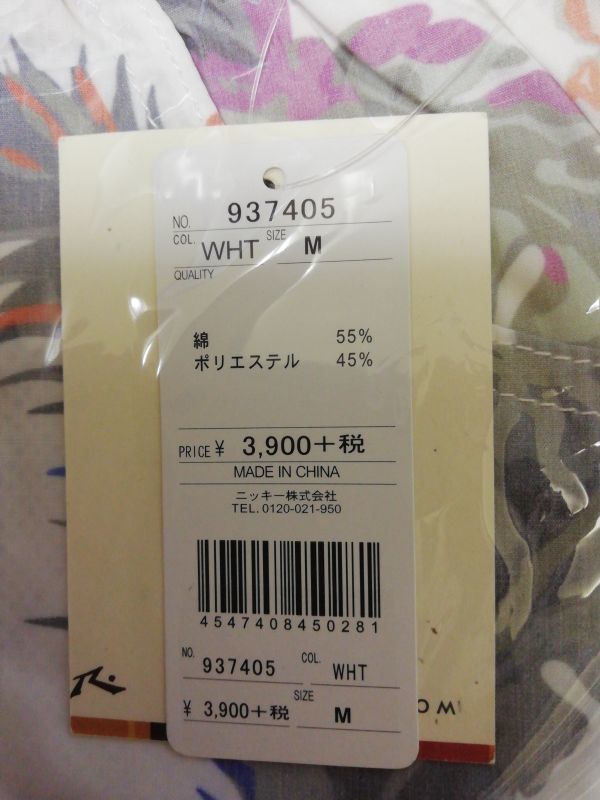 NO. 937405
COL. WHT SIZE M
QUALITY
綿 55%
ポリエステル 45%
PRICE ¥ 3,900+税
MADE IN CHINA
ニッキー株式会社
TEL. 0120-021-950
4547408450281
NO. 937405 COL. WHT
¥ 3,900+税 SIZE M